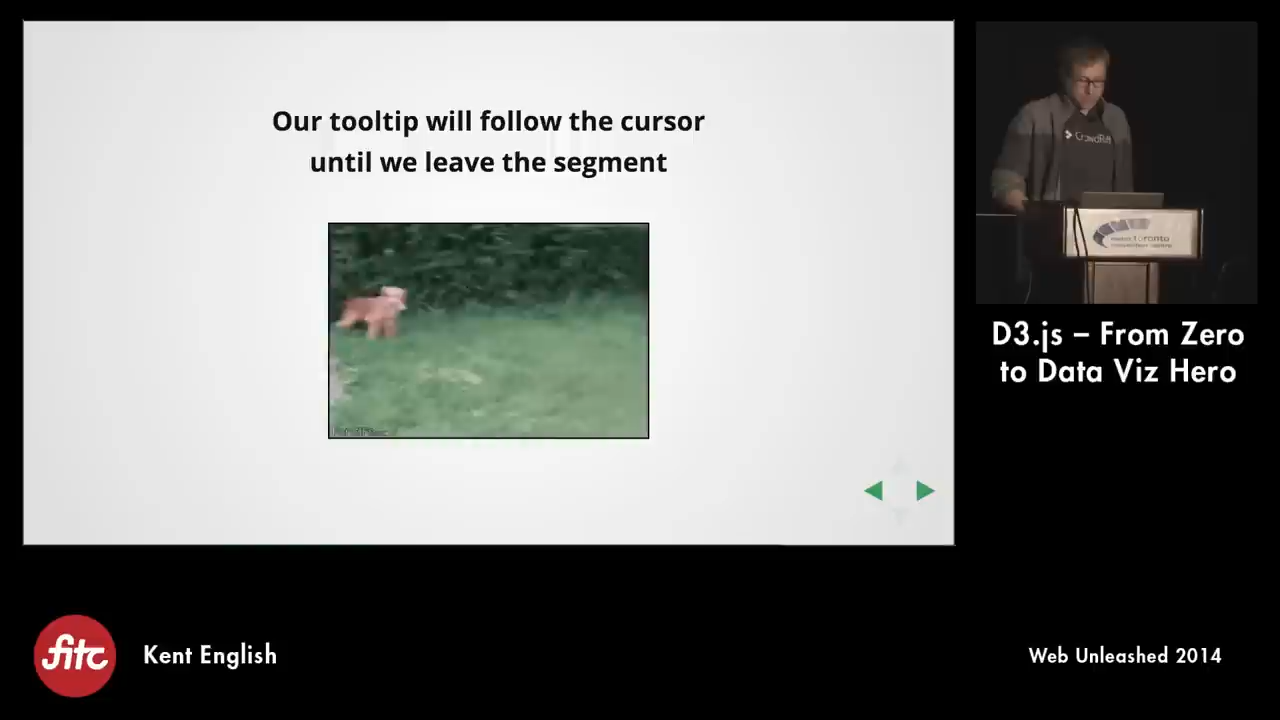 Our tooltip will follow the cursor
until we leave the segment
D3.js – From Zero
to Data Viz Hero
fitc
Kent English
Web Unleashed 2014